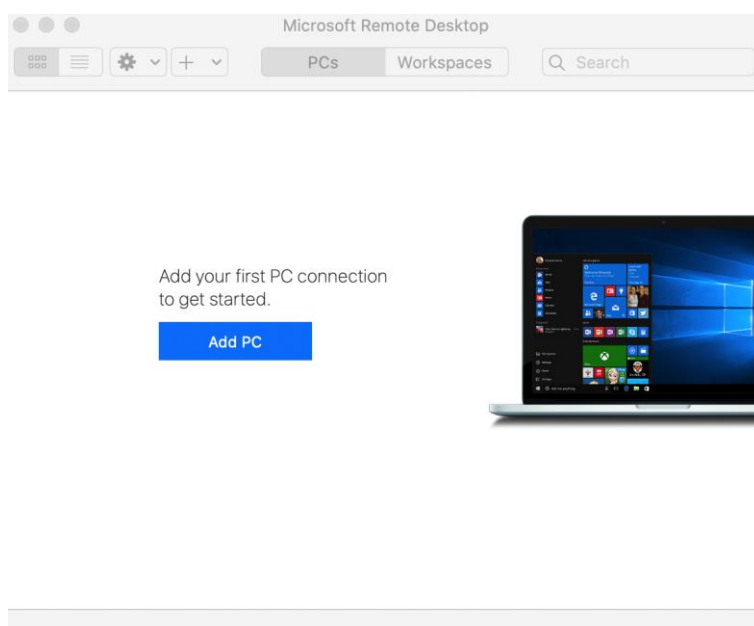 Microsoft Remote Desktop
PCs
Workspaces
Search
Add your first PC connection
to get started.
Add PC